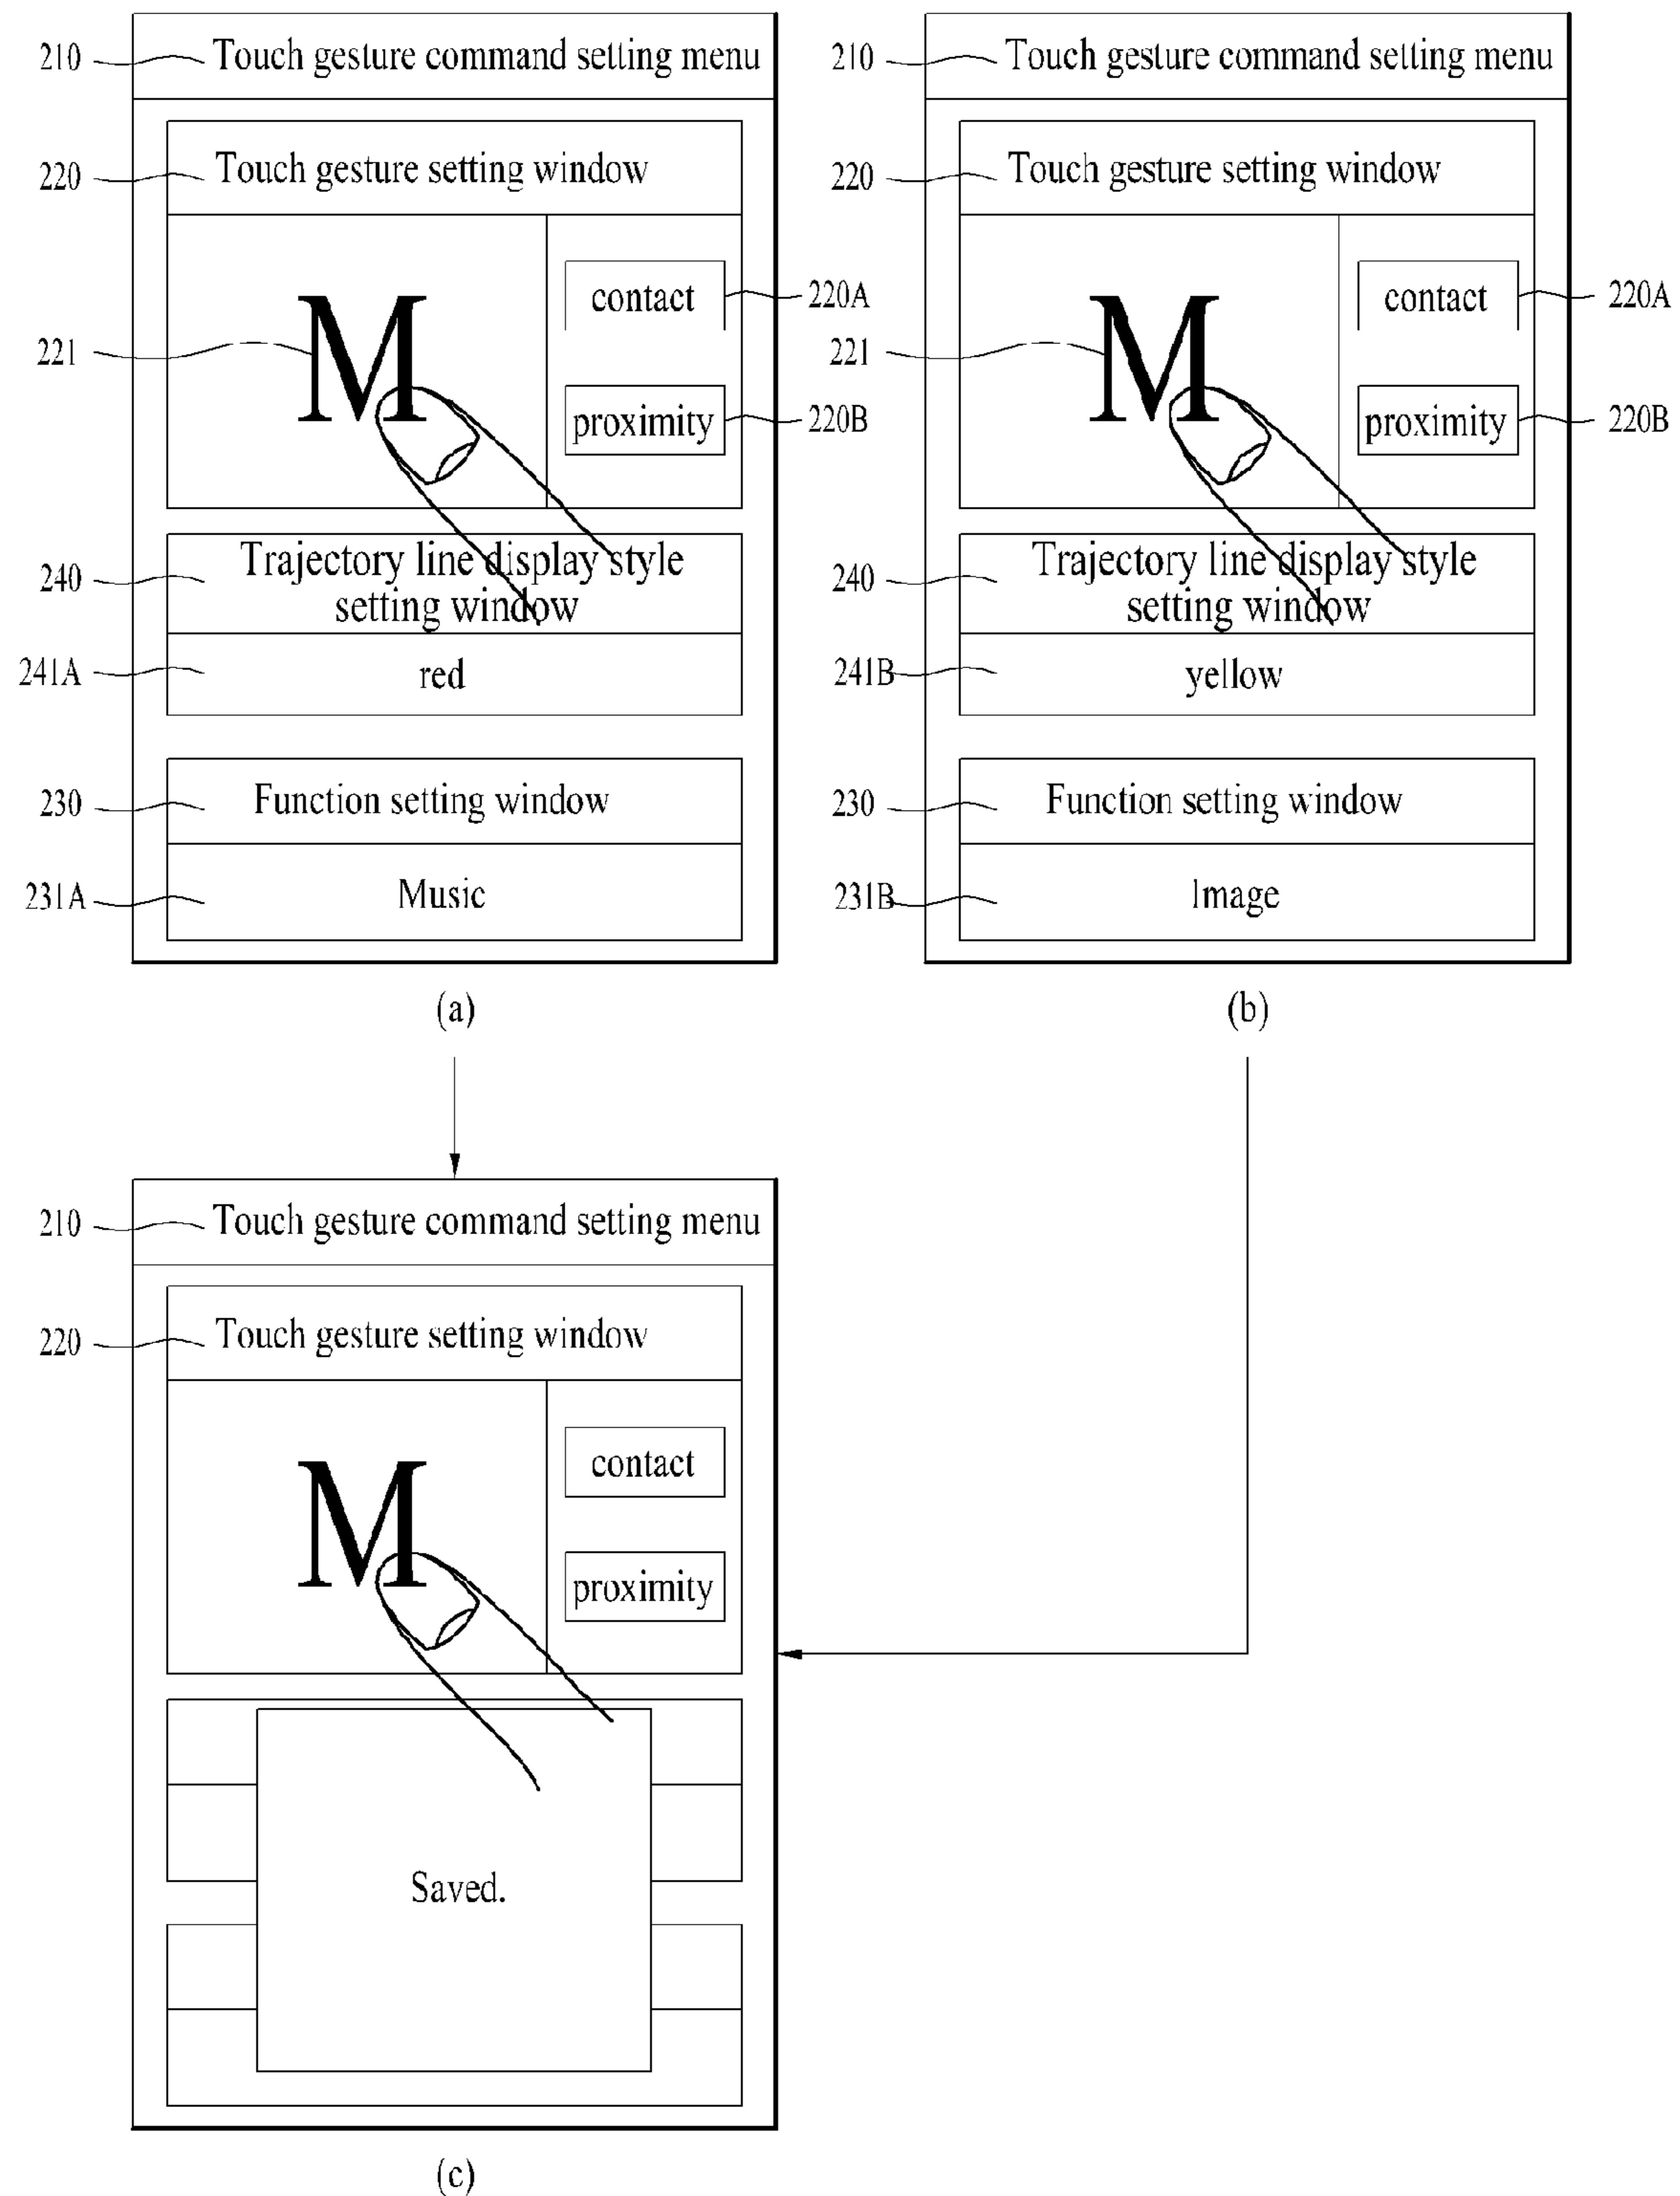 210 Touch gesture command setting menu
220 Touch gesture setting window
M
contact 220A
221
proximity 220B
240 Trajectory line display style
setting window
241A red
230 Function setting window
231A Music
(a)
210 Touch gesture command setting menu
220 Touch gesture setting window
M
contact 220A
221
proximity 220B
240 Trajectory line display style
setting window
241B yellow
230 Function setting window
231B Image
(b)
210 Touch gesture command setting menu
220 Touch gesture setting window
M
contact
proximity
Saved.
(c)